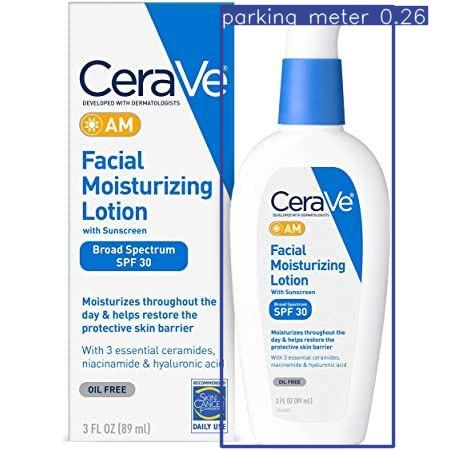 parking meter 0.26
CeraVe
DEVELOPED WITH DERMATOLOGISTS
AM
Facial
Moisturizing
Lotion
with Sunscreen
Broad Spectrum
SPF 30
Moisturizes throughout the
day & helps restore the
protective skin barrier
With 3 essential ceramides,
niacinamide & hyaluronic acid
OIL FREE
3 FL OZ (89 mL)
RECOMMENDED
SKIN
CANCE
DAILY USE
CeraVe
DEVELOPED WITH DERMATOLOGISTS
AM
Facial
Moisturizing
Lotion
With Sunscreen
Broad Spectrum
SPF 30
Moisturizes throughout the
day & helps restore the
protective skin barrier
With 3 essential ceramides,
niacinamide & hyaluronic acid
OIL FREE
3 FL OZ (89 mL)